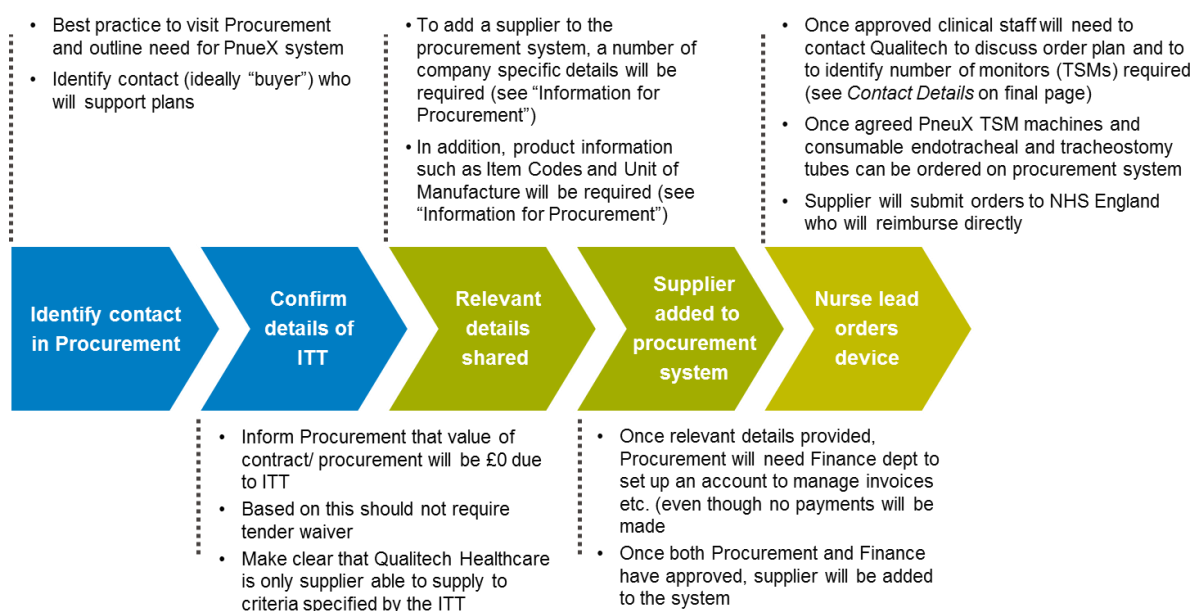 • Best practice to visit Procurement
and outline need for PnueX system
• Identify contact (ideally “buyer”) who
will support plans
• To add a supplier to the
procurement system, a number of
company specific details will be
required (see “Information for
Procurement”)
• In addition, product information
such as Item Codes and Unit of
Manufacture will be required (see
“Information for Procurement”)
• Once approved clinical staff will need to
contact Qualitech to discuss order plan and to
to identify number of monitors (TSMs) required
(see Contact Details on final page)
• Once agreed PneuX TSM machines and
consumable endotracheal and tracheostomy
tubes can be ordered on procurement system
• Supplier will submit orders to NHS England
who will reimburse directly
Identify contact
in Procurement
Confirm
details of
ITT
Relevant
details
shared
Supplier
added to
procurement
system
Nurse lead
orders
device
• Inform Procurement that value of
contract/ procurement will be £0 due
to ITT
• Based on this should not require
tender waiver
• Make clear that Qualitech Healthcare
is only supplier able to supply to
criteria specified by the ITT
• Once relevant details provided,
Procurement will need Finance dept to
set up an account to manage invoices
etc. (even though no payments will be
made
• Once both Procurement and Finance
have approved, supplier will be added
to the system